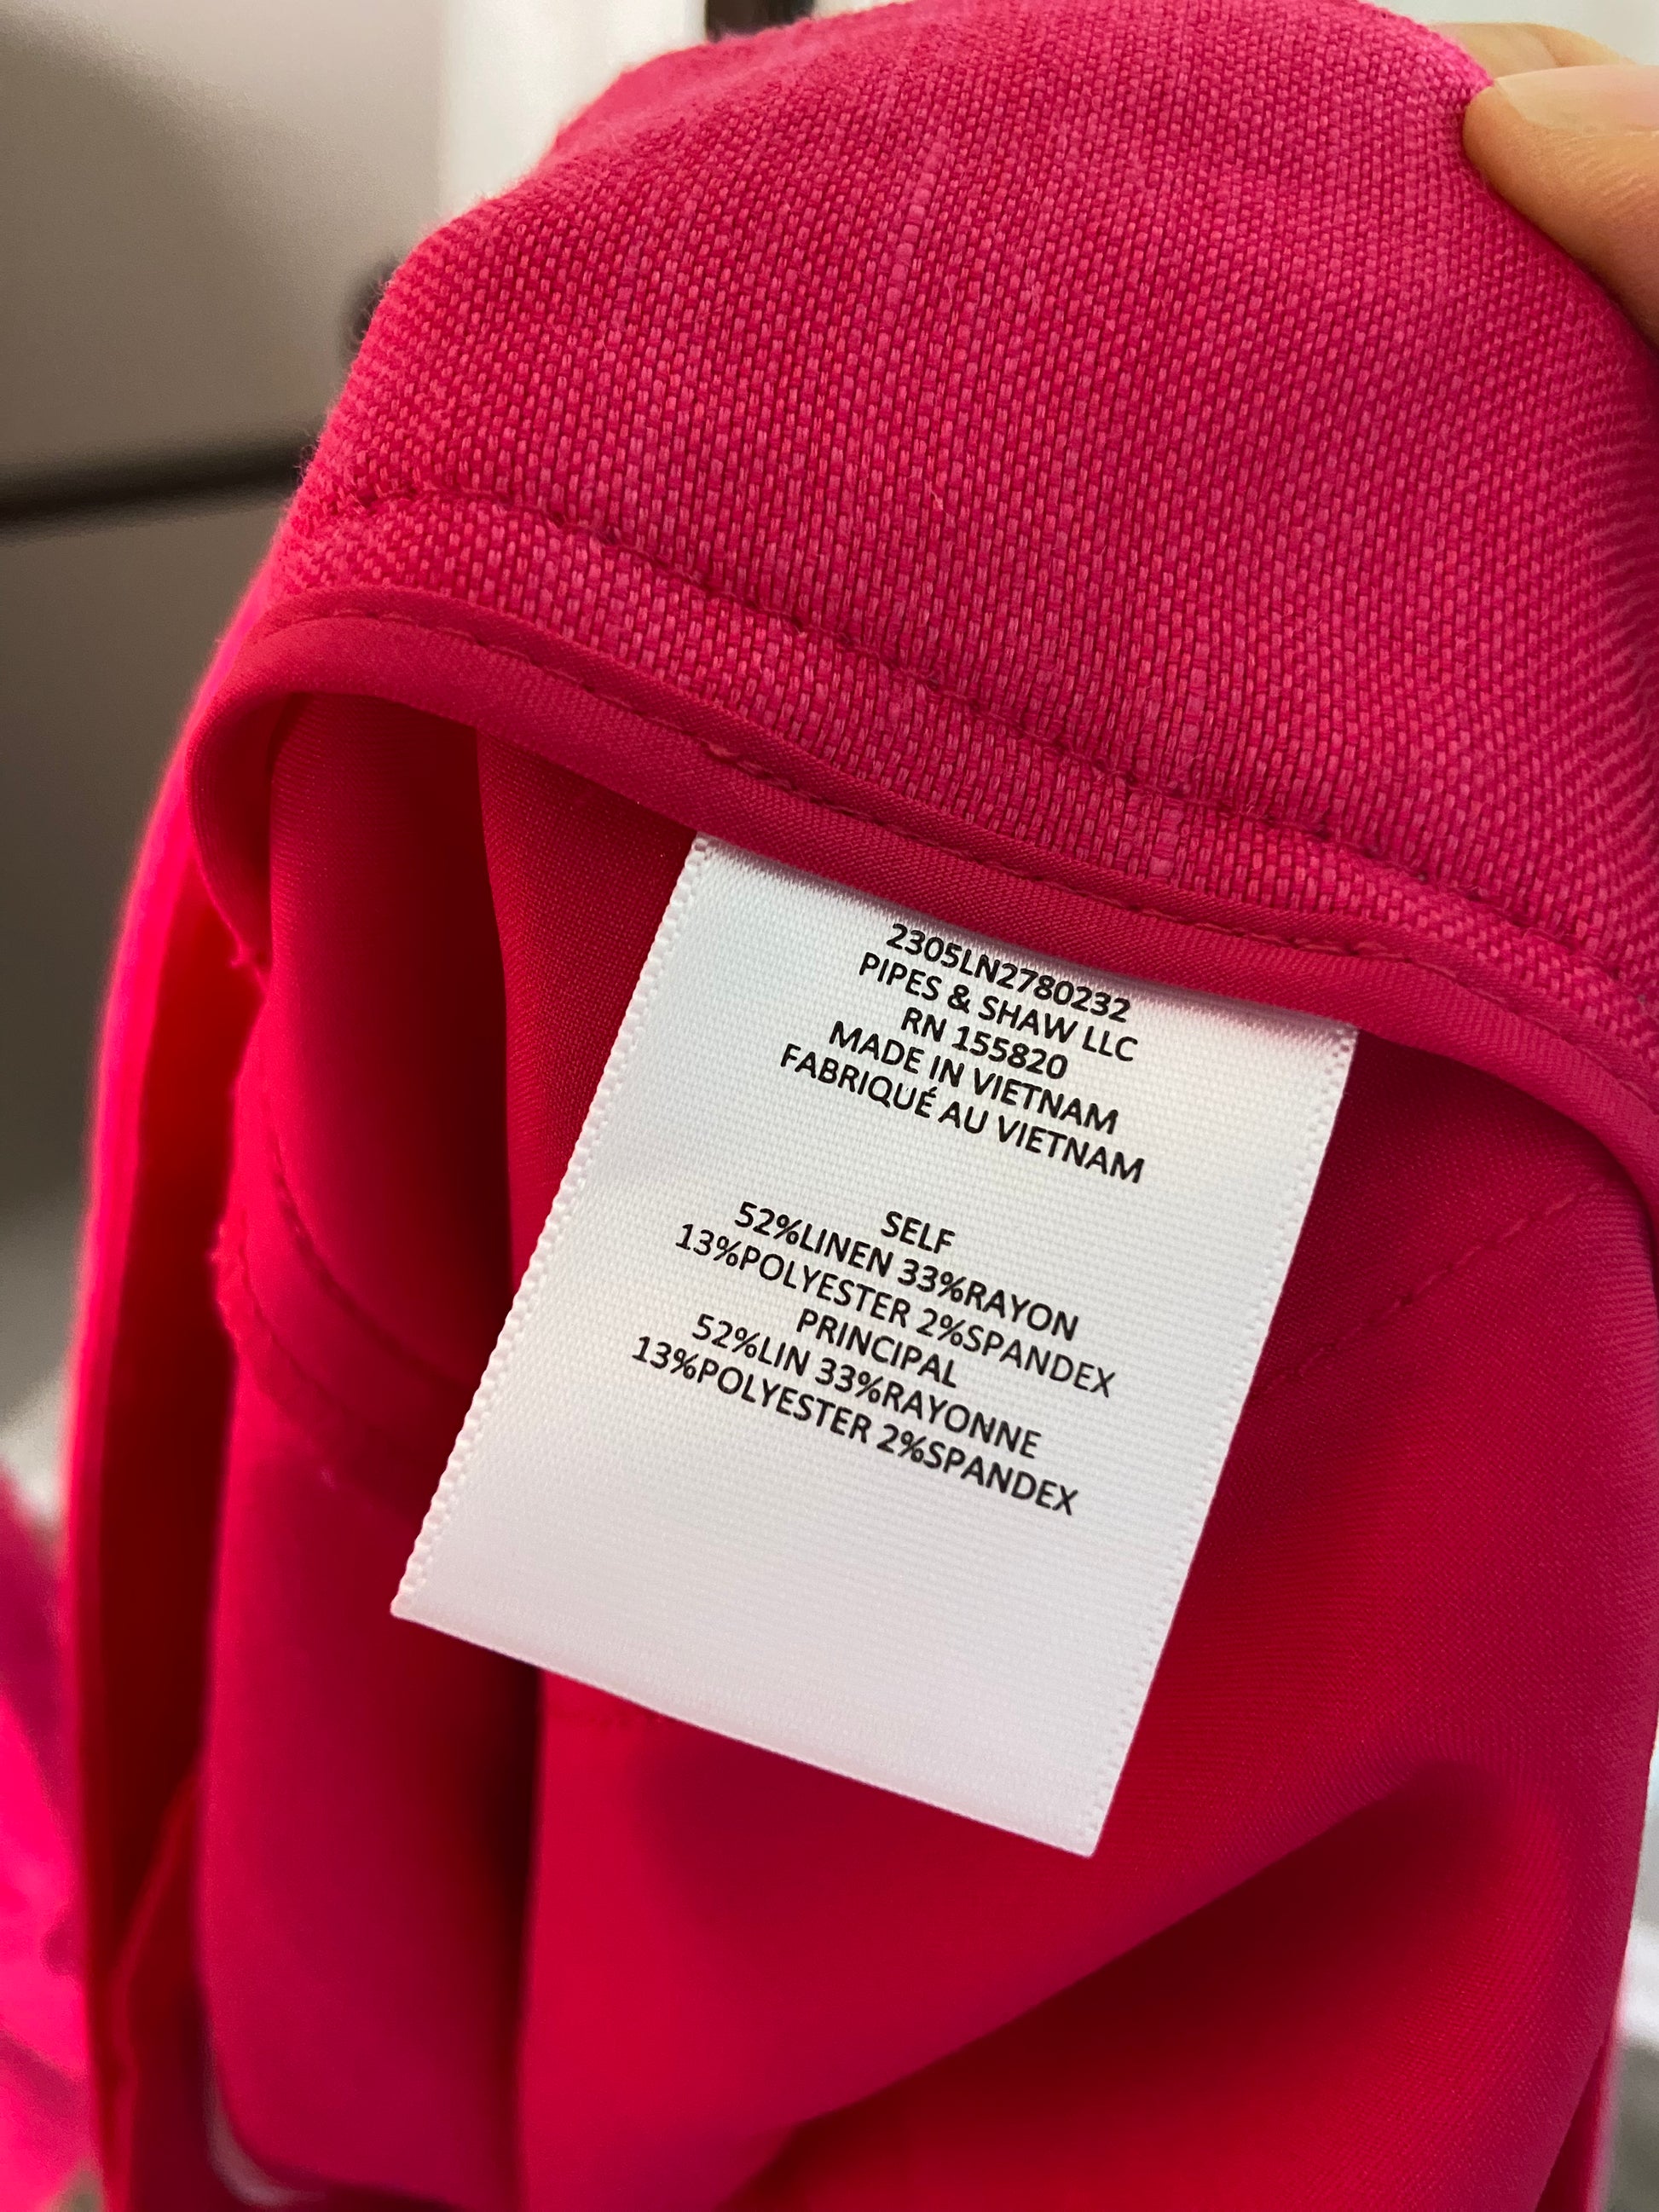 2305LN2780232
PIPES & SHAW LLC
RN 155820
MADE IN VIETNAM
FABRIQUÉ AU VIETNAM
SELF
52%LINEN 33%RAYON
13%POLYESTER 2%SPANDEX
PRINCIPAL
52%LIN 33%RAYONNE
13%POLYESTER 2%SPANDEX